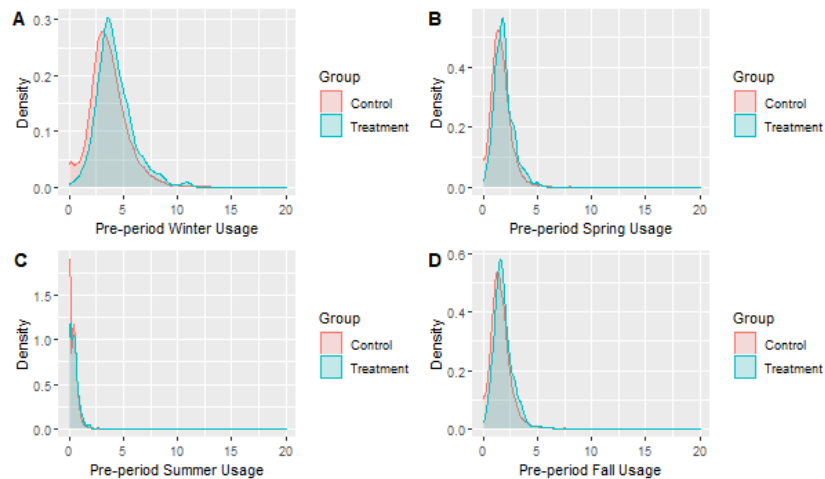 A
0.3
0.2
0.1
0.0
Density
0 5 10 15 20
Pre-period Winter Usage
Group
Control
Treatment
B
0.4
0.2
0.0
Density
0 5 10 15 20
Pre-period Spring Usage
Group
Control
Treatment
C
1.5
1.0
0.5
0.0
Density
0 5 10 15 20
Pre-period Summer Usage
Group
Control
Treatment
D
0.6
0.4
0.2
0.0
Density
0 5 10 15 20
Pre-period Fall Usage
Group
Control
Treatment